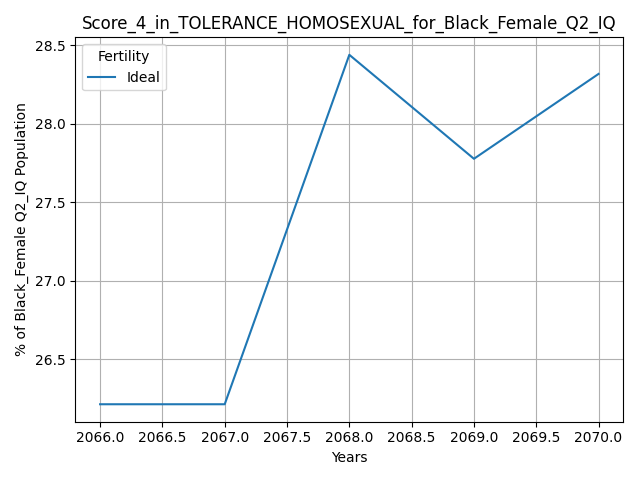 Score_4_in_TOLERANCE_HOMOSEXUAL_for_Black_Female_Q2_IQ
Fertility
Ideal
% of Black_Female Q2_IQ Population
28.5
28.0
27.5
27.0
26.5
2066.0 2066.5 2067.0 2067.5 2068.0 2068.5 2069.0 2069.5 2070.0
Years